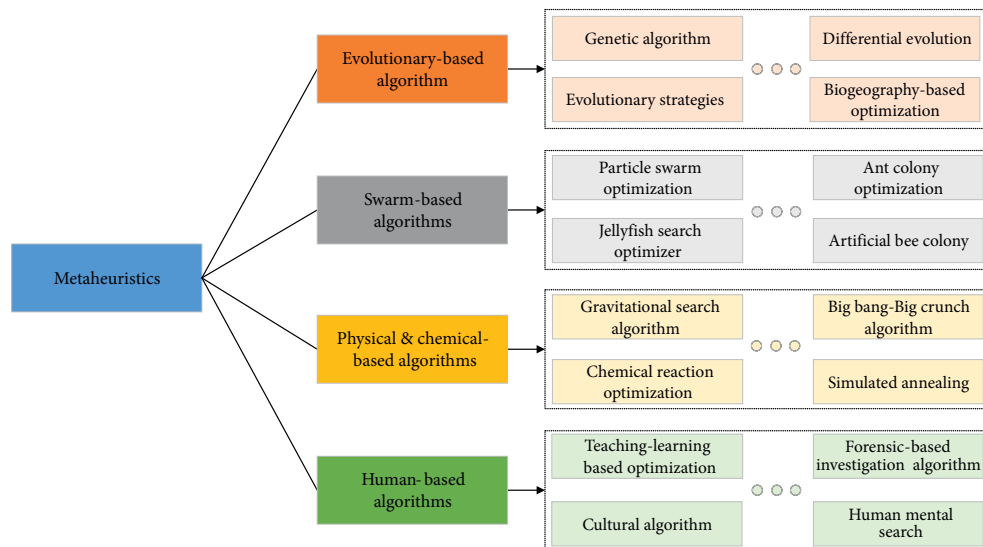 Metaheuristics
Evolutionary-based
algorithm
Genetic algorithm
Differential evolution
Evolutionary strategies
Biogeography-based
optimization
Swarm-based
algorithms
Particle swarm
optimization
Ant colony
optimization
Jellyfish search
optimizer
Artificial bee colony
Physical & chemical-
based algorithms
Gravitational search
algorithm
Big bang-Big crunch
algorithm
Chemical reaction
optimization
Simulated annealing
Human-based
algorithms
Teaching-learning
based optimization
Forensic-based
investigation algorithm
Cultural algorithm
Human mental
search